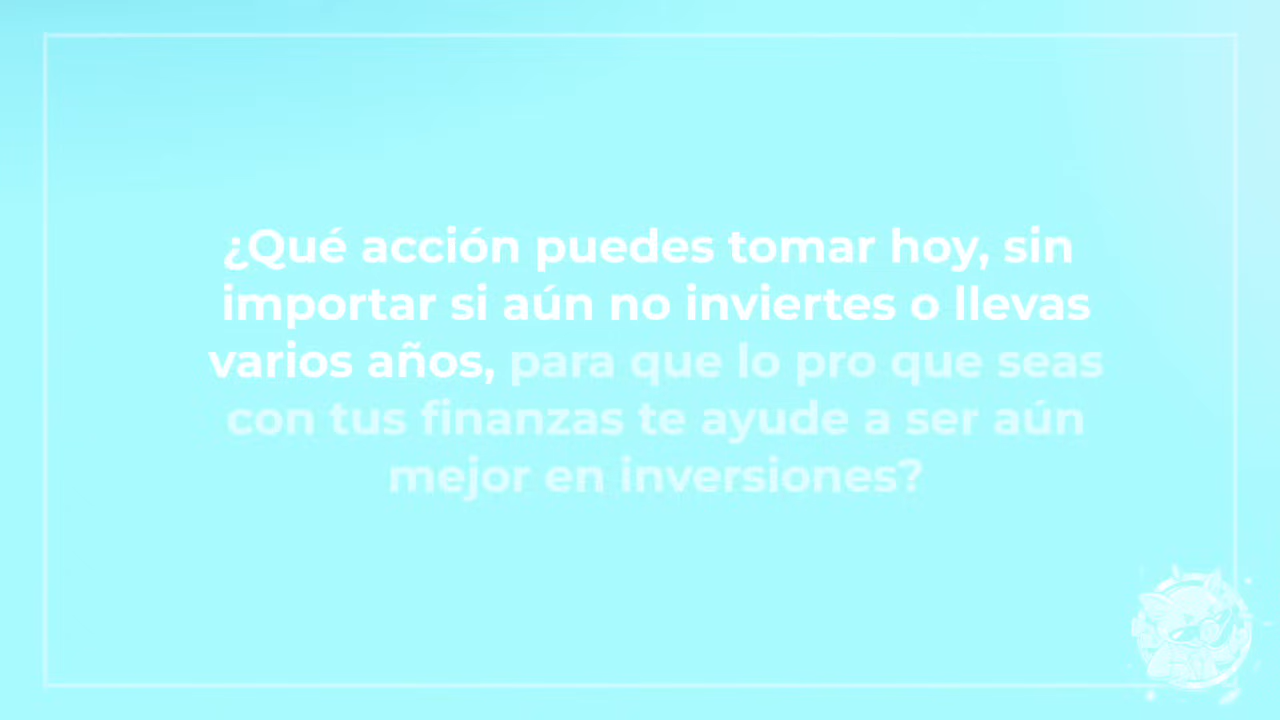 ¿Qué acción puedes tomar hoy, sin
importar si aún no inviertes o llevas
varios años, para que lo pro que seas
con tus finanzas te ayude a ser aún
mejor en inversiones?